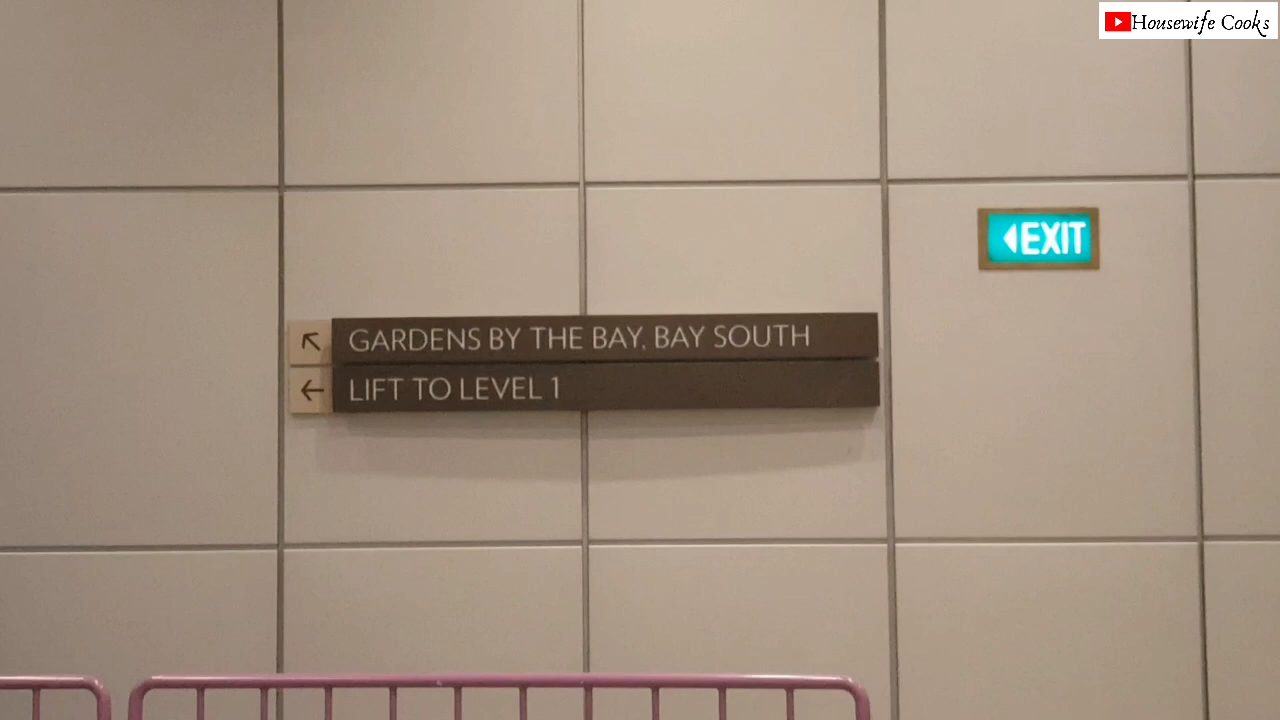 Housewife Cooks
EXIT
GARDENS BY THE BAY, BAY SOUTH
LIFT TO LEVEL 1